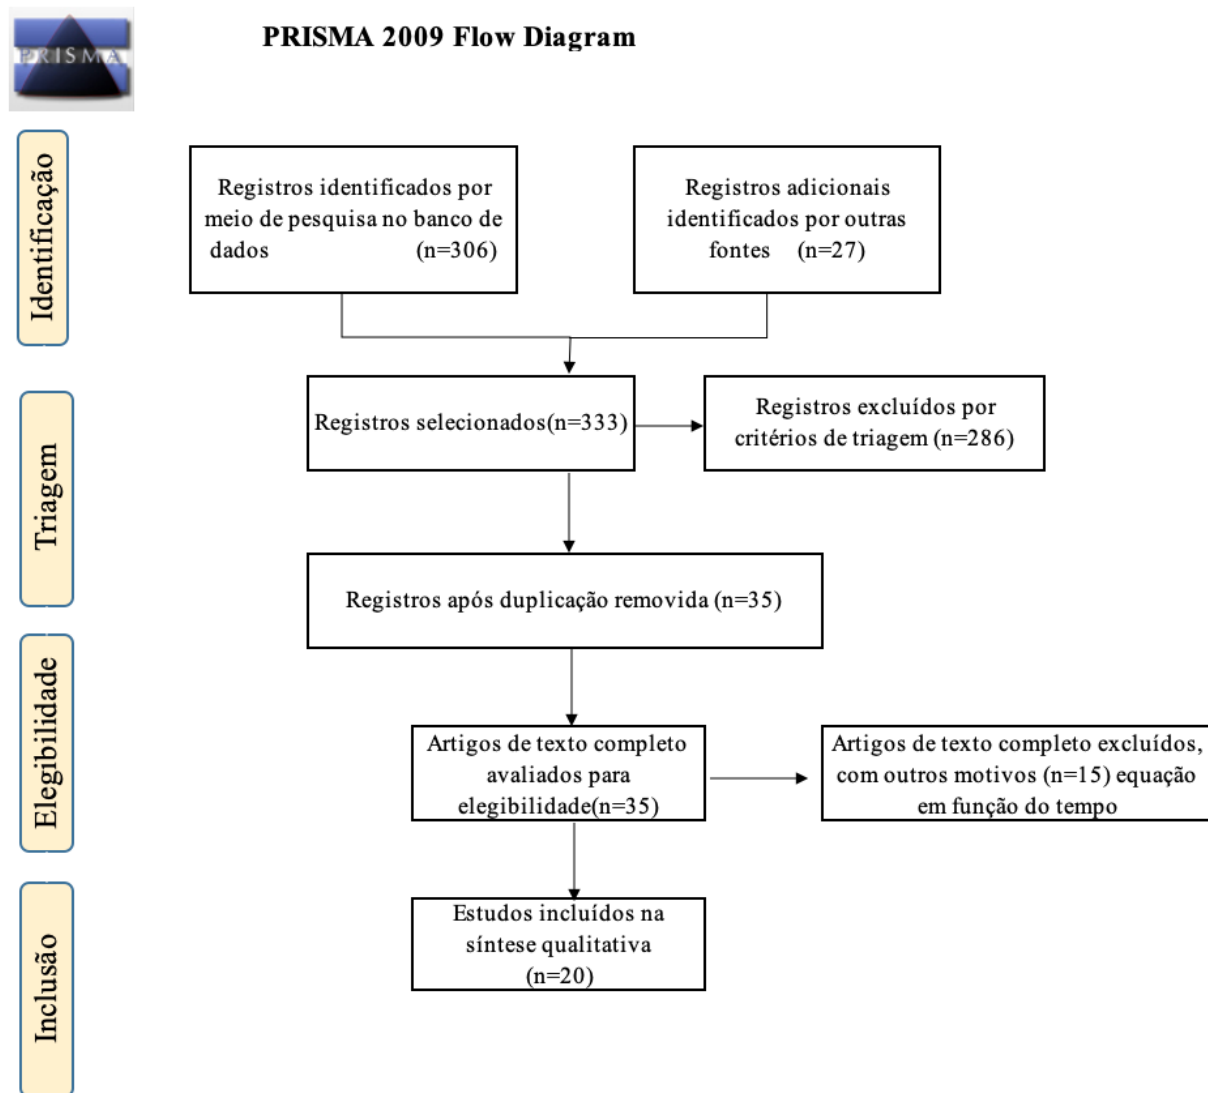 PRISMA 2009 Flow Diagram
PRISMA
Identificação
Registros identificados por
meio de pesquisa no banco de
dados (n=306)
Registros adicionais
identificados por outras
fontes (n=27)
Triagem
Registros selecionados(n=333)
Registros excluídos por
critérios de triagem (n=286)
Registros após duplicação removida (n=35)
Elegibilidade
Artigos de texto completo
avaliados para
elegibilidade(n=35)
Artigos de texto completo excluídos,
com outros motivos (n=15) equação
em função do tempo
Inclusão
Estudos incluídos na
síntese qualitativa
(n=20)